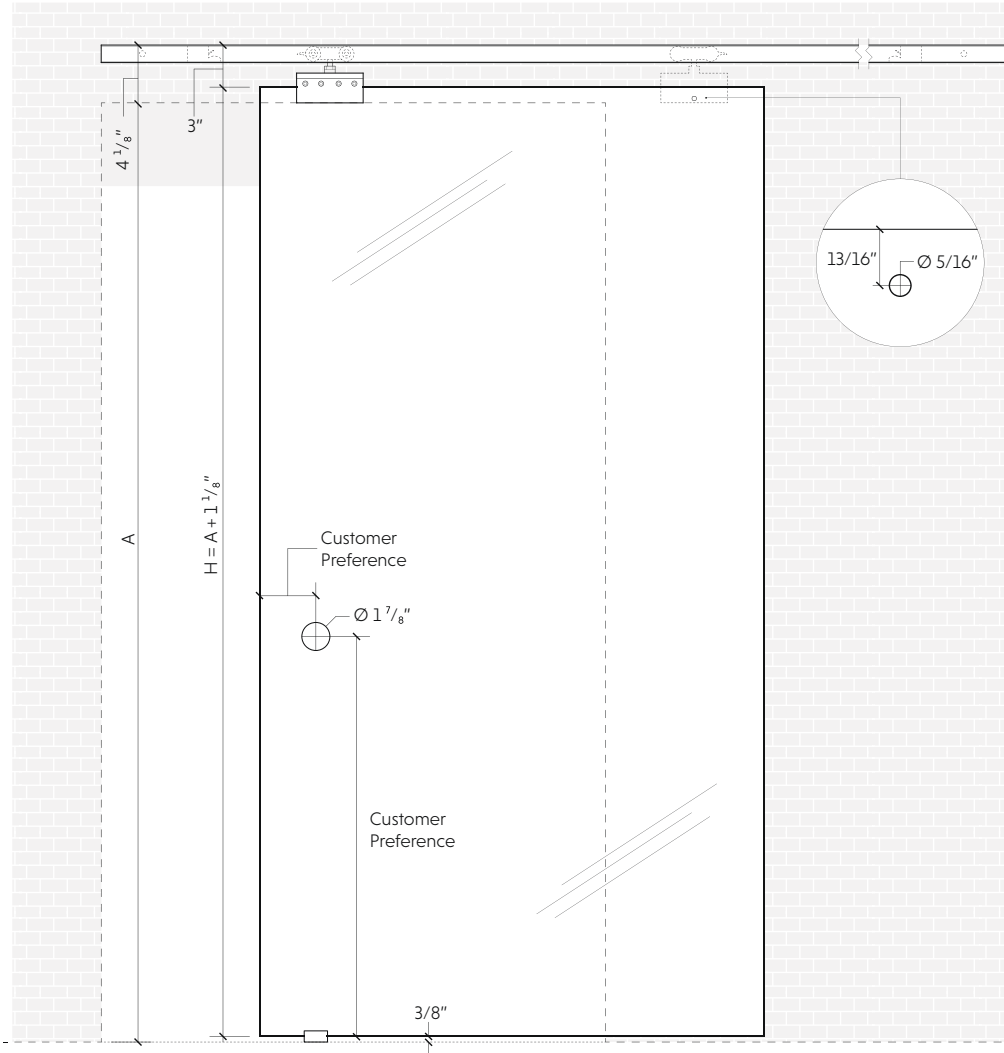 3″
4 1/8″
13/16″
Ø 5/16″
A
H = A + 1 1/8″
Customer
Preference
Ø 1 7/8″
Customer
Preference
3/8″